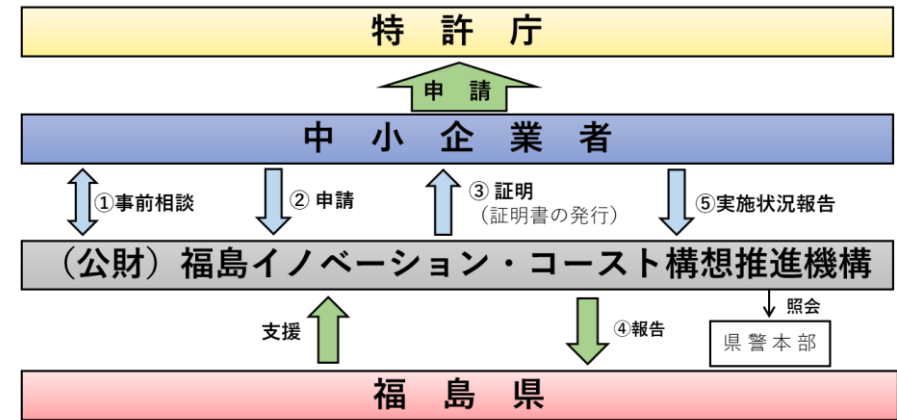 特許庁
申請
中小企業者
①事前相談
② 申請
③ 証明
（証明書の発行）
⑤実施状況報告
（公財）福島イノベーション・コースト構想推進機構
支援
④報告
照会
県警本部
福島県